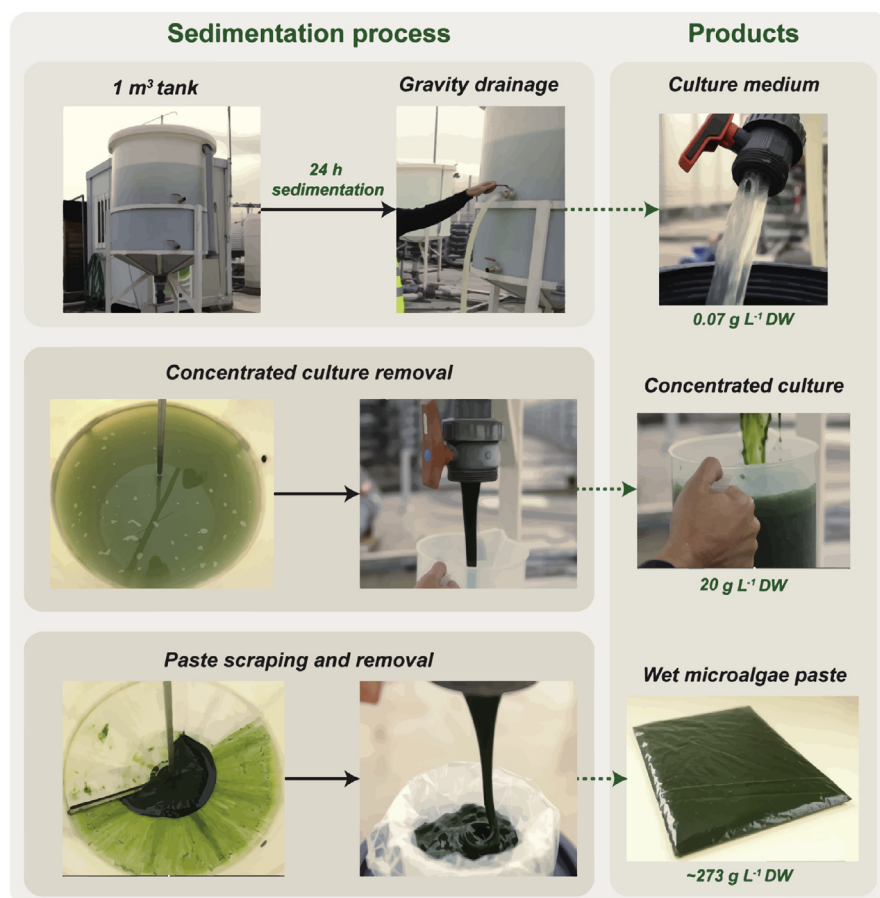 Sedimentation process
Products
1 m³ tank
Gravity drainage
Culture medium
24 h
sedimentation
0.07 g L⁻¹ DW
Concentrated culture removal
Concentrated culture
20 g L⁻¹ DW
Paste scraping and removal
Wet microalgae paste
~273 g L⁻¹ DW